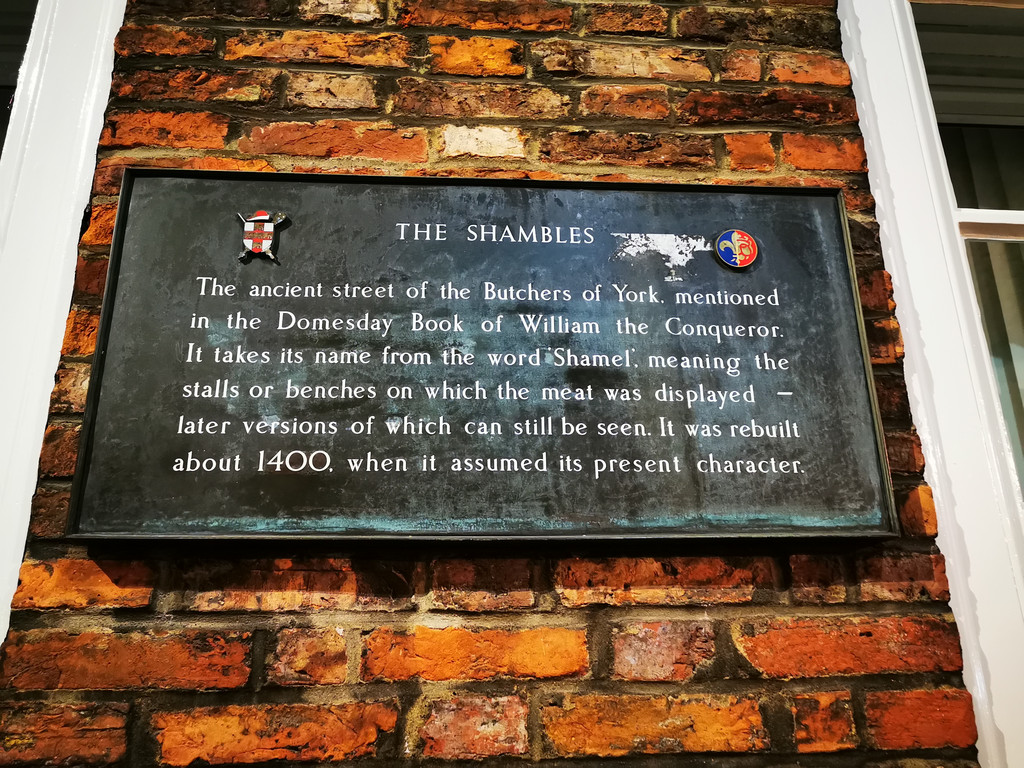 THE SHAMBLES
The ancient street of the Butchers of York, mentioned
in the Domesday Book of William the Conqueror.
It takes its name from the word 'Shamel', meaning the
stalls or benches on which the meat was displayed –
later versions of which can still be seen. It was rebuilt
about 1400, when it assumed its present character.